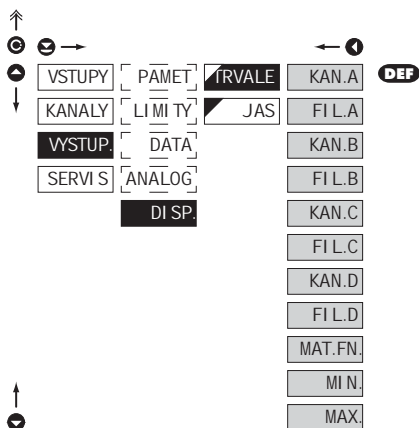 VSTUPY PAMET TRVALE KAN.A DEF
KANALY LIMITY JAS FIL.A
VYSTUP. DATA KAN.B
SERVIS ANALOG FIL.B
DISP. KAN.C
FIL.C
KAN.D
FIL.D
MAT.FN.
MIN.
MAX.